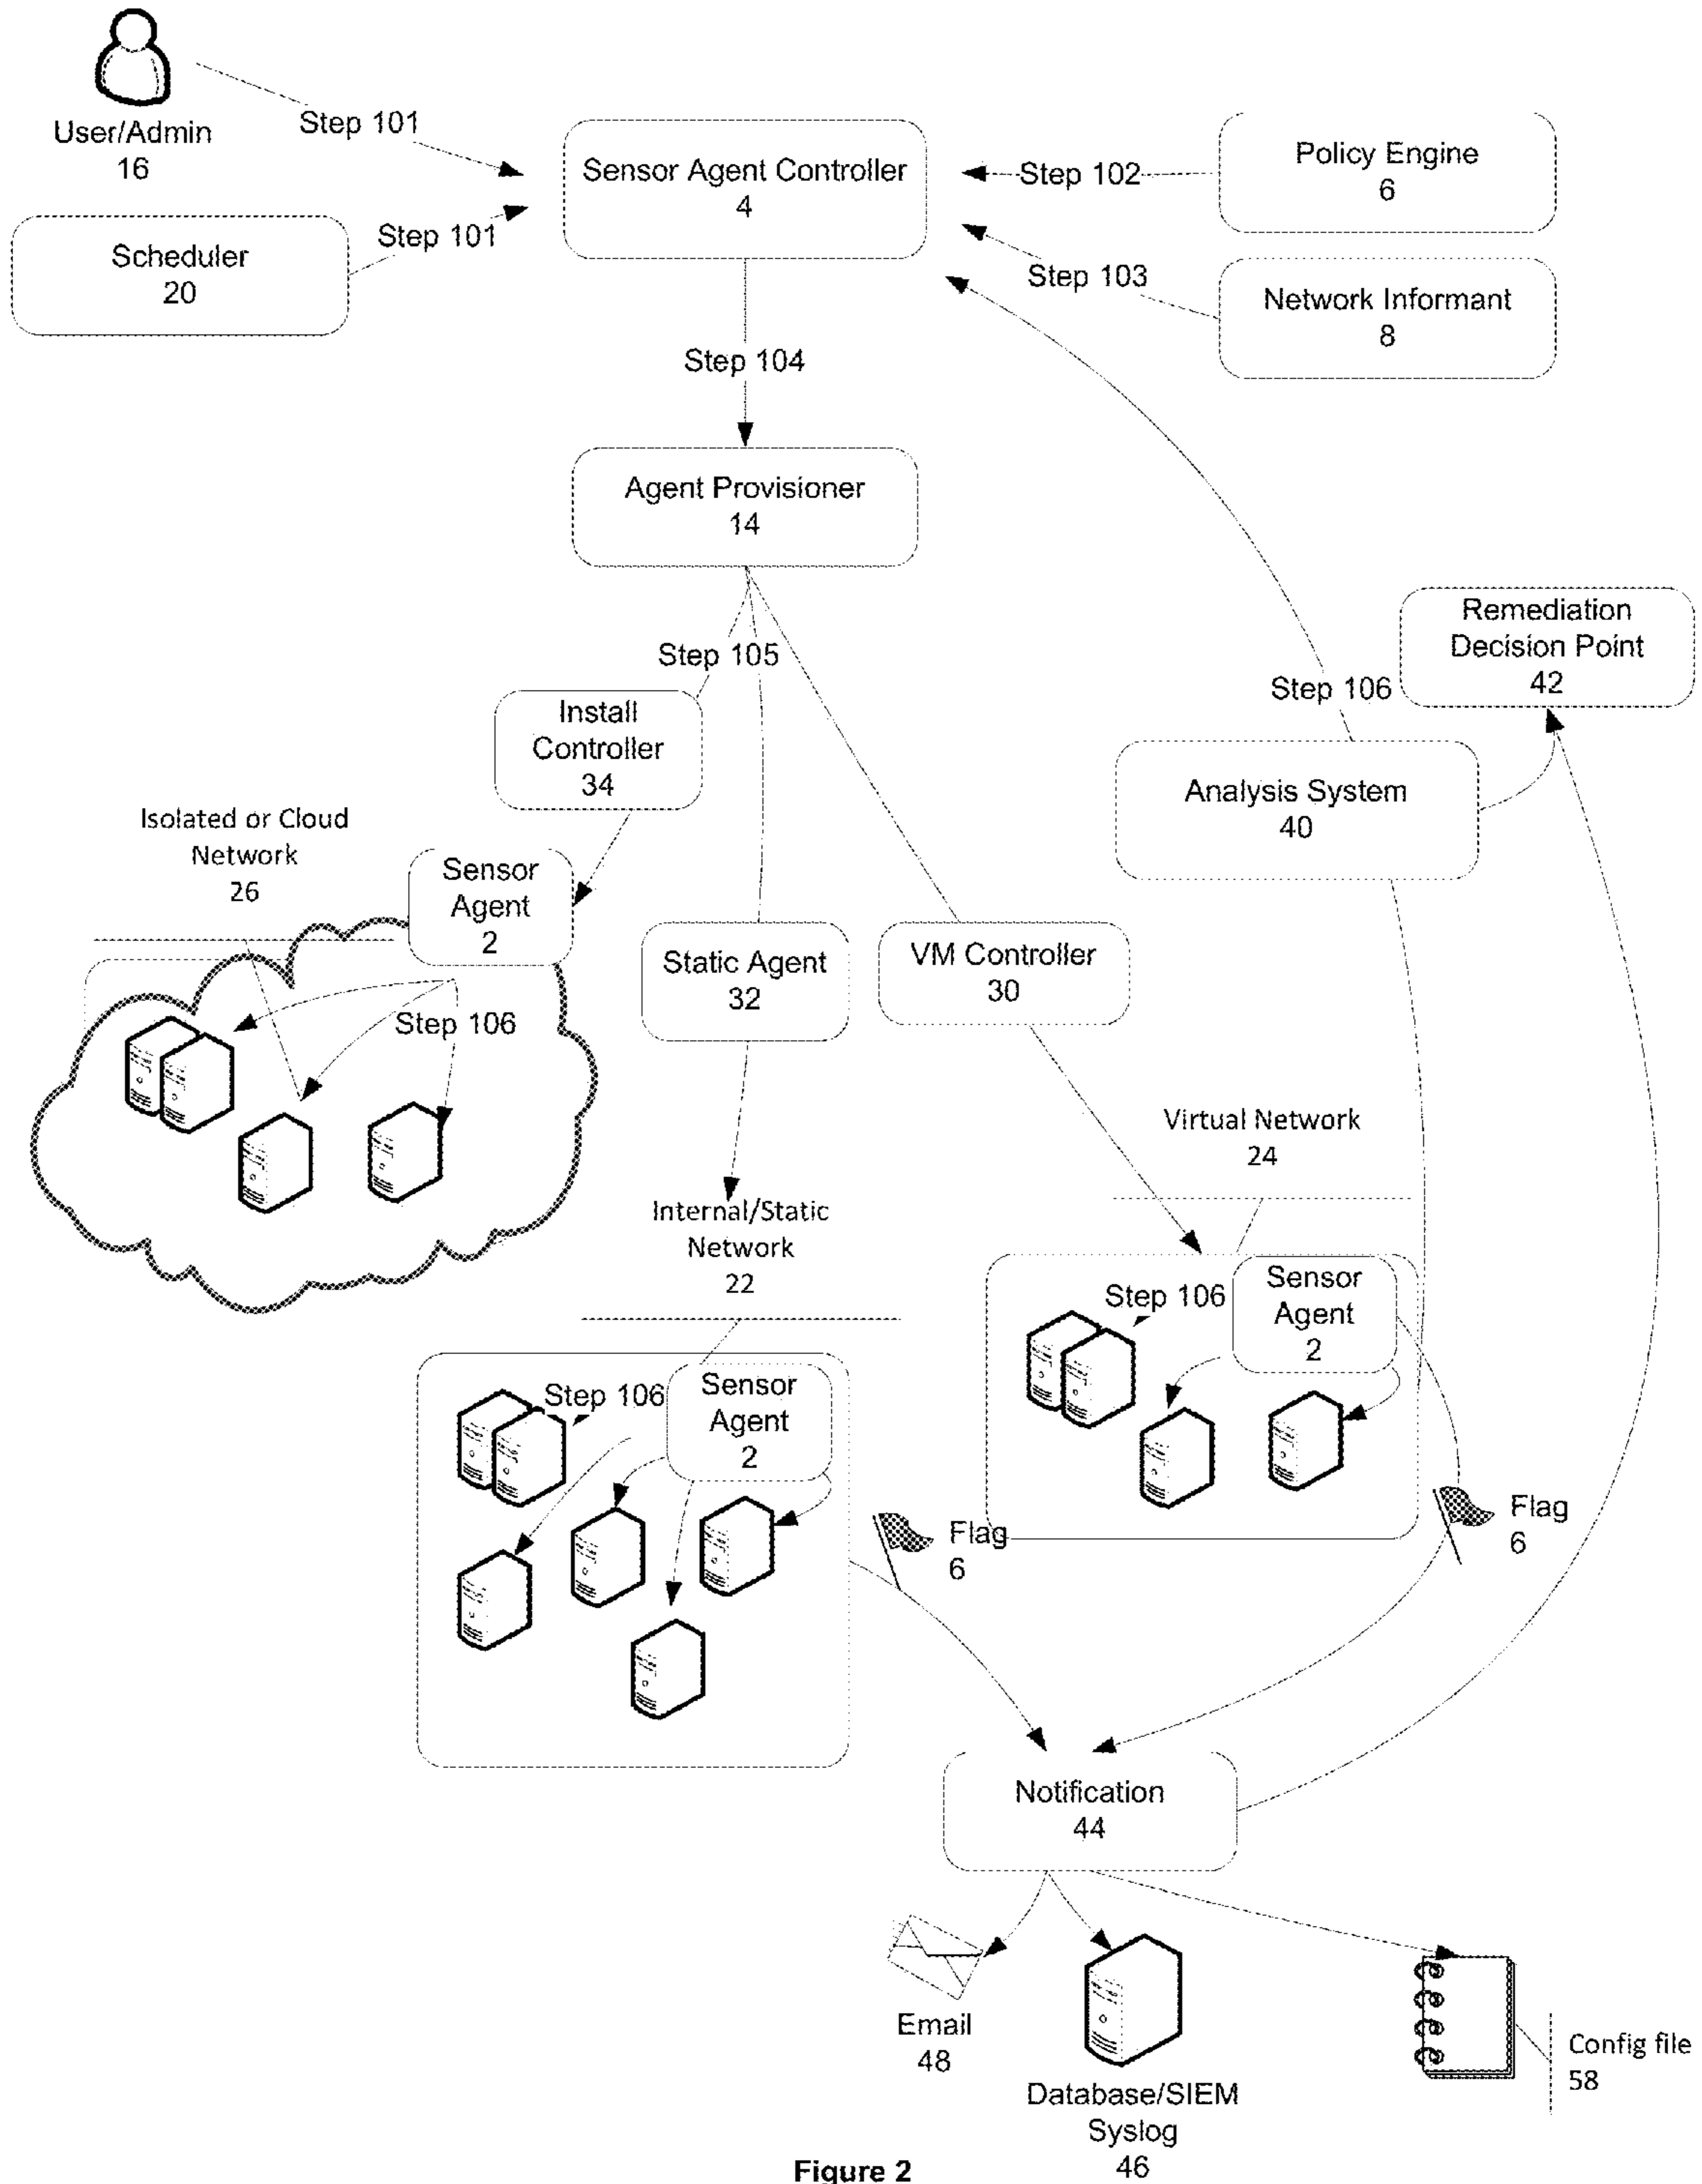 User/Admin
16
Step 101
Scheduler
20
Step 101
Sensor Agent Controller
4
Step 102
Policy Engine
6
Step 103
Network Informant
8
Step 104
Agent Provisioner
14
Step 105
Install
Controller
34
Remediation
Decision Point
42
Step 106
Analysis System
40
Isolated or Cloud
Network
26
Sensor
Agent
2
Step 106
Static Agent
32
VM Controller
30
Virtual Network
24
Internal/Static
Network
22
Step 106
Sensor
Agent
2
Step 106
Sensor
Agent
2
Flag
6
Flag
6
Notification
44
Email
48
Database/SIEM
Syslog
46
Config file
58
Figure 2